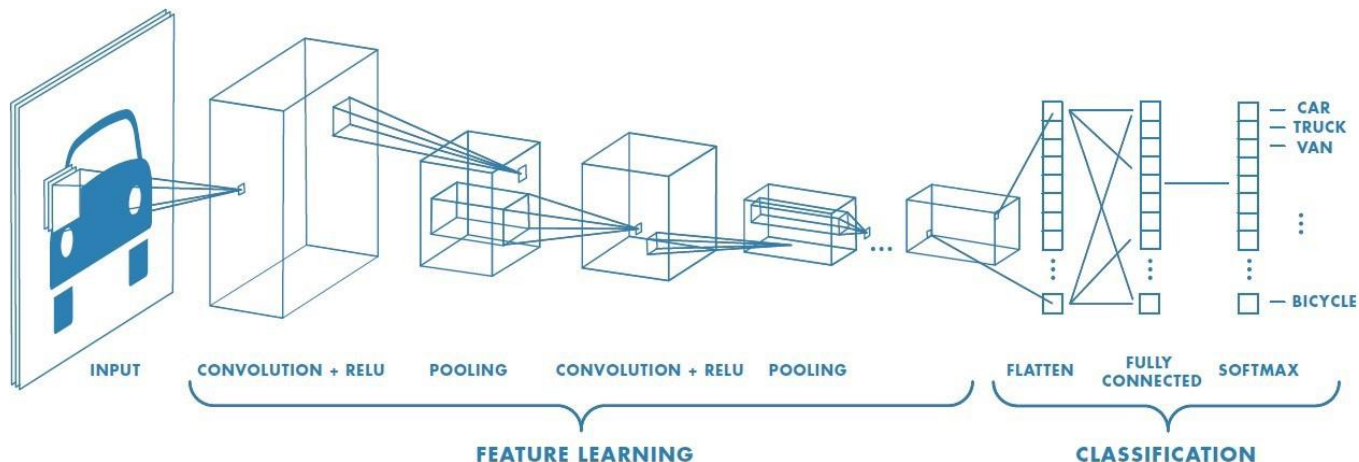 CAR
TRUCK
VAN
BICYCLE
INPUT
CONVOLUTION + RELU
POOLING
CONVOLUTION + RELU
POOLING
FLATTEN
FULLY
CONNECTED
SOFTMAX
FEATURE LEARNING
CLASSIFICATION